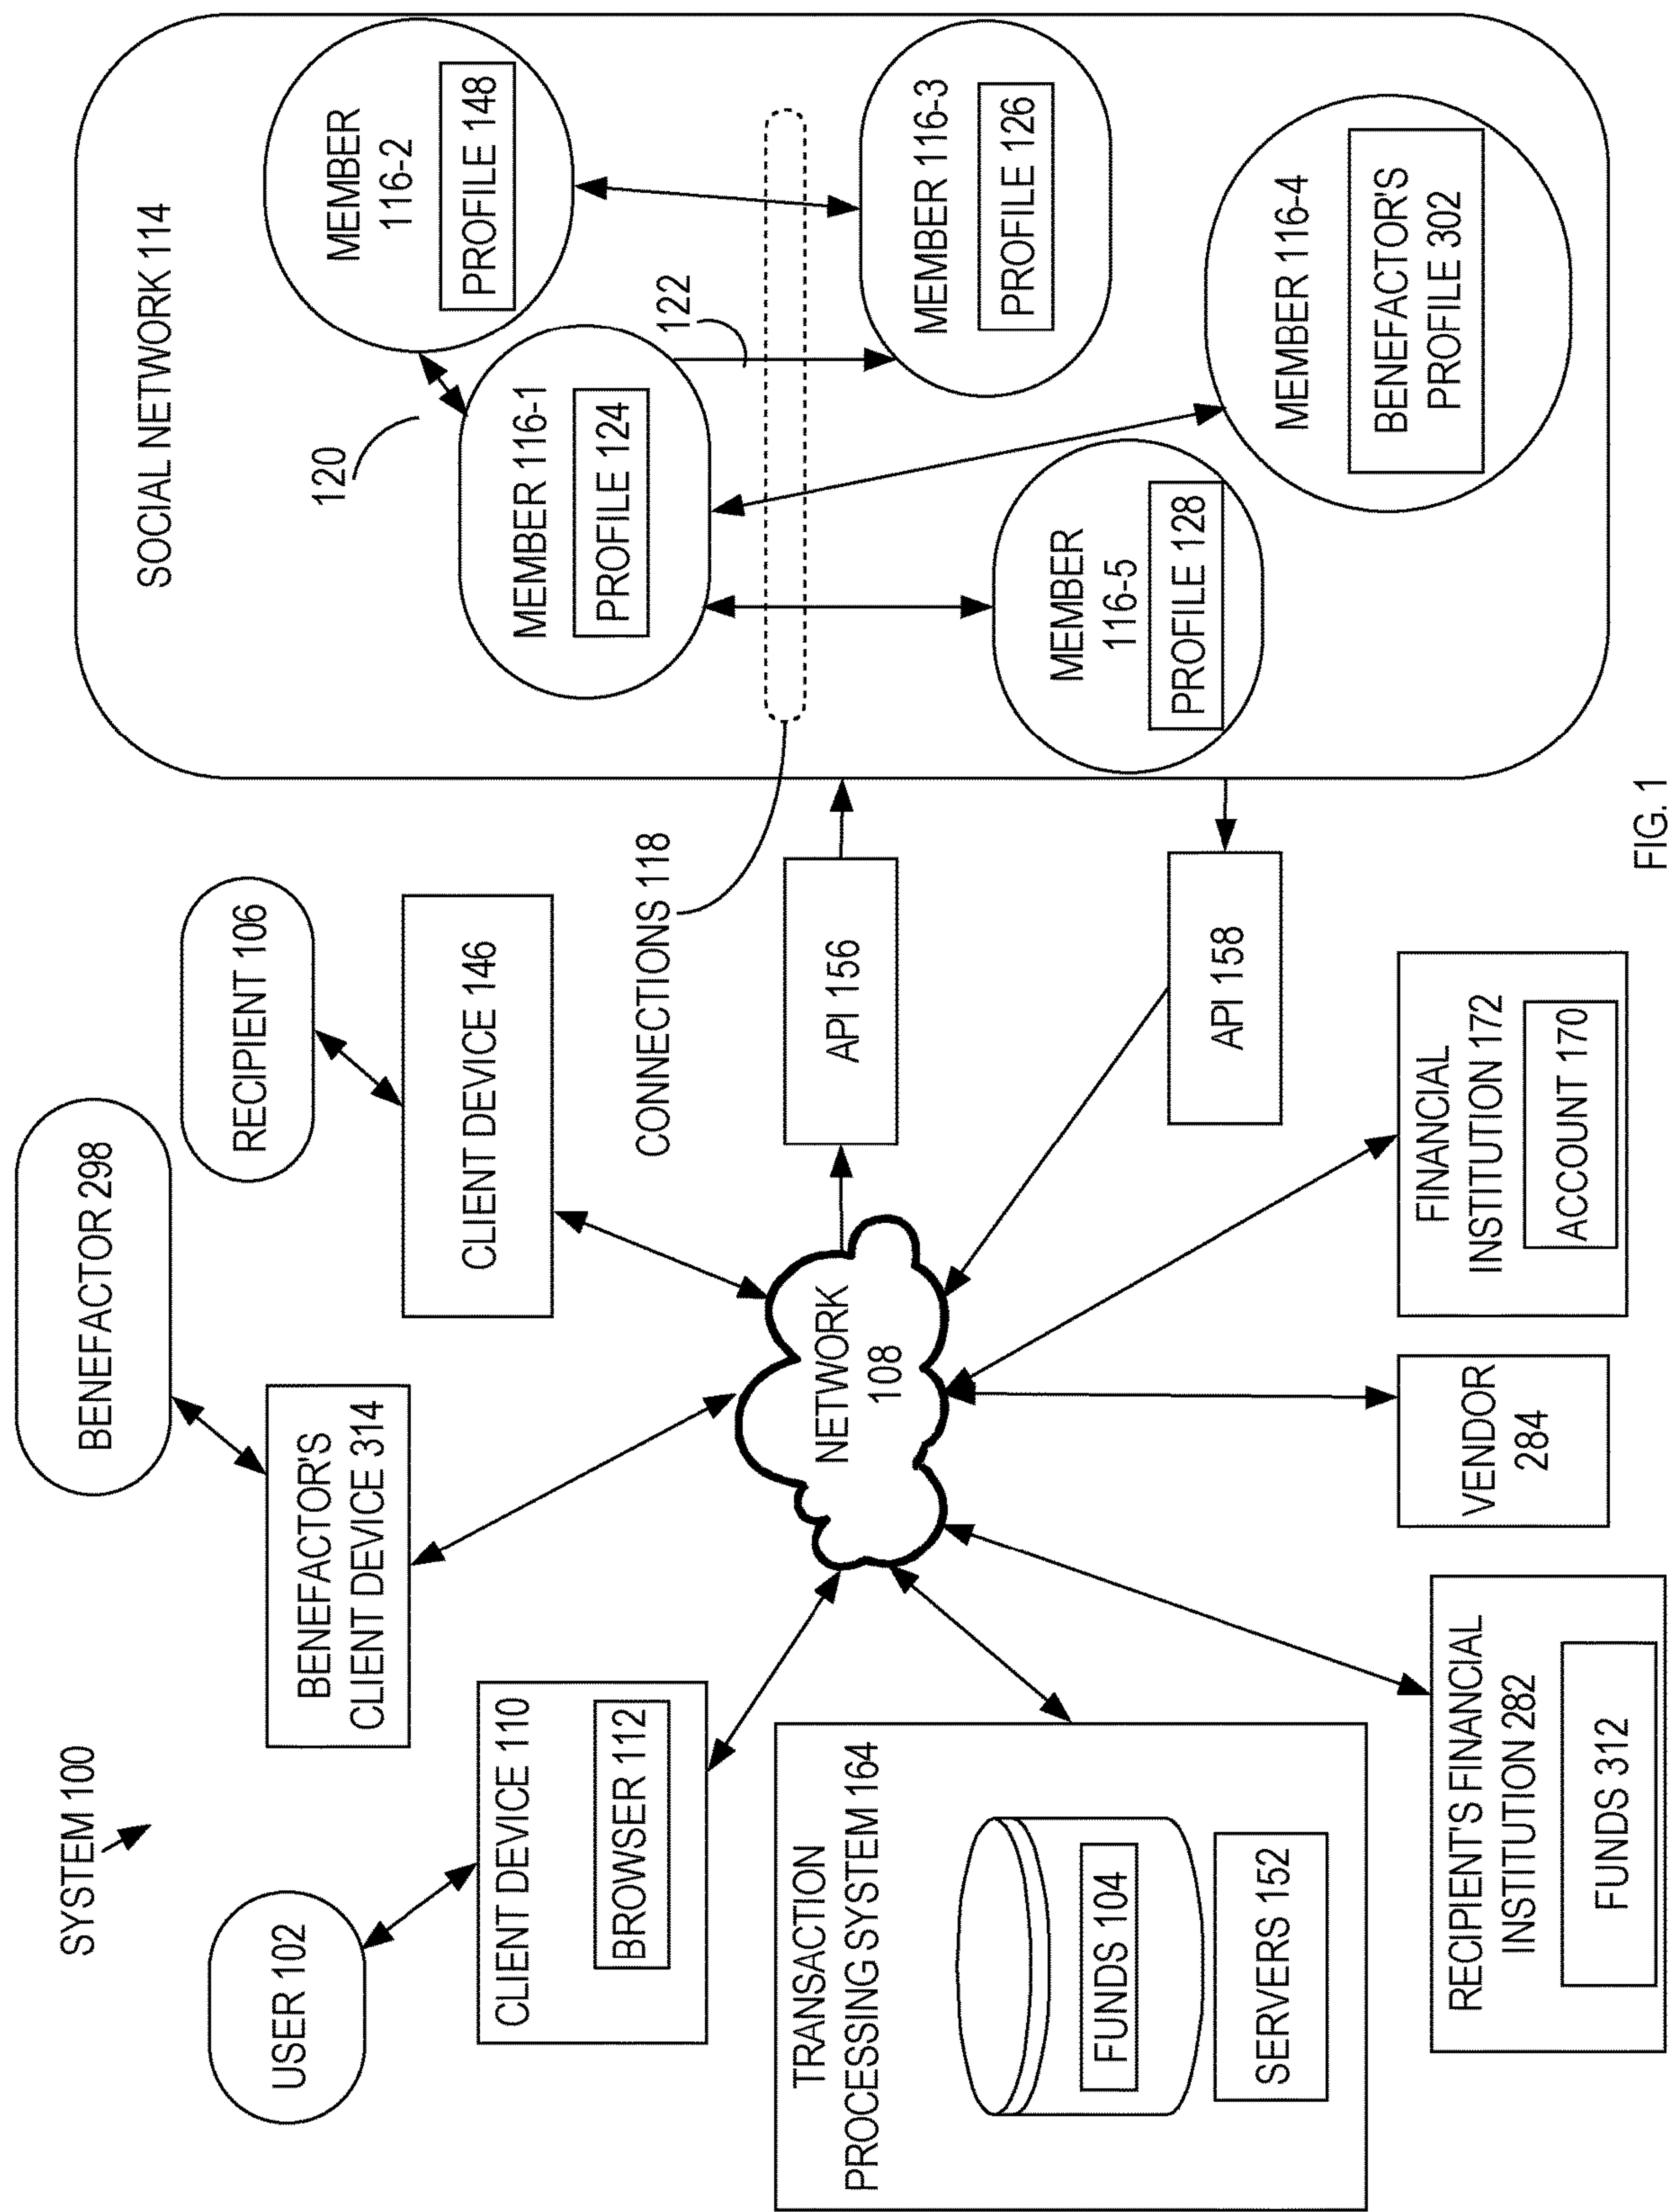 SYSTEM 100
USER 102
CLIENT DEVICE 110
BROWSER 112
TRANSACTION
PROCESSING SYSTEM 164
FUNDS 104
SERVERS 152
BENEFACTOR 298
BENEFACTOR'S
CLIENT DEVICE 314
RECIPIENT 106
CLIENT DEVICE 146
NETWORK
108
RECIPIENT'S FINANCIAL
INSTITUTION 282
FUNDS 312
VENDOR
284
FINANCIAL
INSTITUTION 172
ACCOUNT 170
CONNECTIONS 118
API 156
API 158
SOCIAL NETWORK 114
120
MEMBER 116-1
PROFILE 124
MEMBER
116-2
PROFILE 148
122
MEMBER 116-3
PROFILE 126
MEMBER
116-5
PROFILE 128
MEMBER 116-4
BENEFACTOR'S
PROFILE 302
FIG. 1